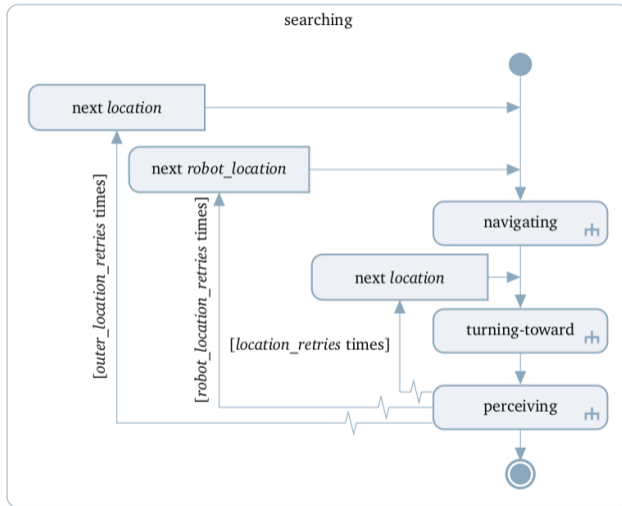 searching
next location
next robot_location
navigating
next location
turning-toward
[outer_location_retries times]
[robot_location_retries times]
[location_retries times]
perceiving